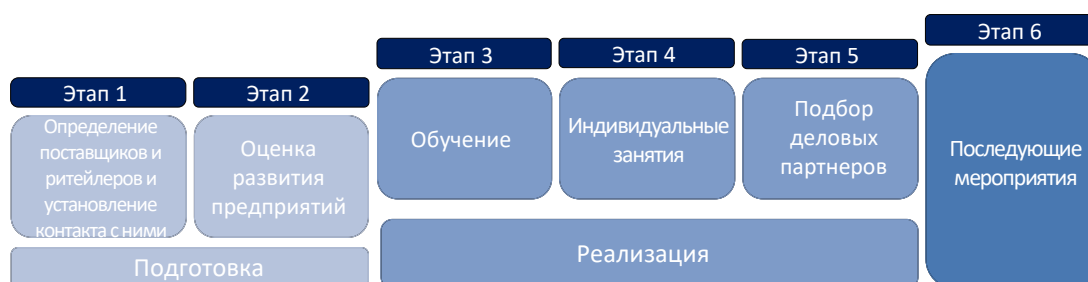 Этап 1
Определение
поставщиков и
ритейлеров и
установление
контакта с ними
Этап 2
Оценка
развития
предприятий
Подготовка
Этап 3
Обучение
Этап 4
Индивидуальные
занятия
Этап 5
Подбор
деловых
партнеров
Реализация
Этап 6
Последующие
мероприятия